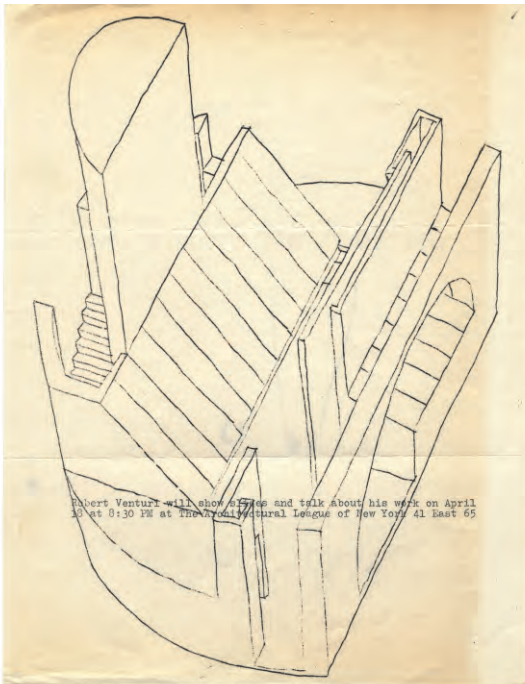 Robert Venturi will show slides and talk about his work on April
18 at 8:30 PM at The Architectural League of New York 41 East 65